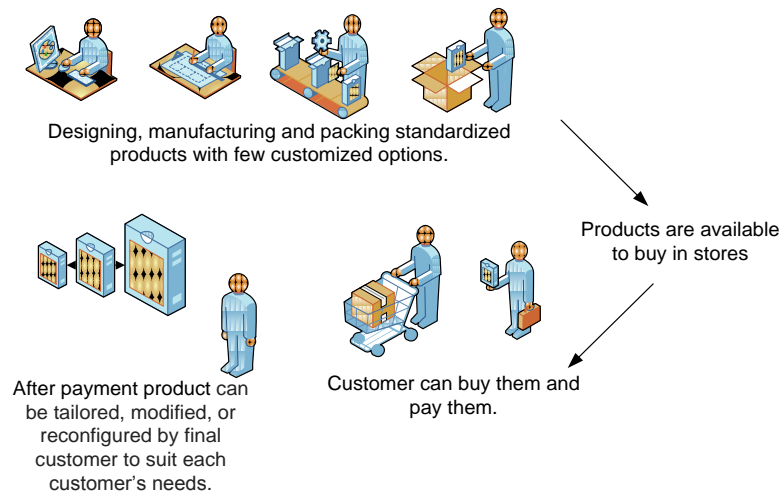 Designing, manufacturing and packing standardized
products with few customized options.
Products are available
to buy in stores
Customer can buy them and
pay them.
After payment product can
be tailored, modified, or
reconfigured by final
customer to suit each
customer's needs.